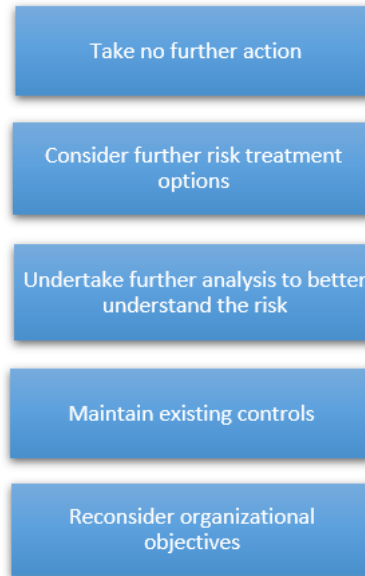 Take no further action
Consider further risk treatment
options
Undertake further analysis to better
understand the risk
Maintain existing controls
Reconsider organizational
objectives